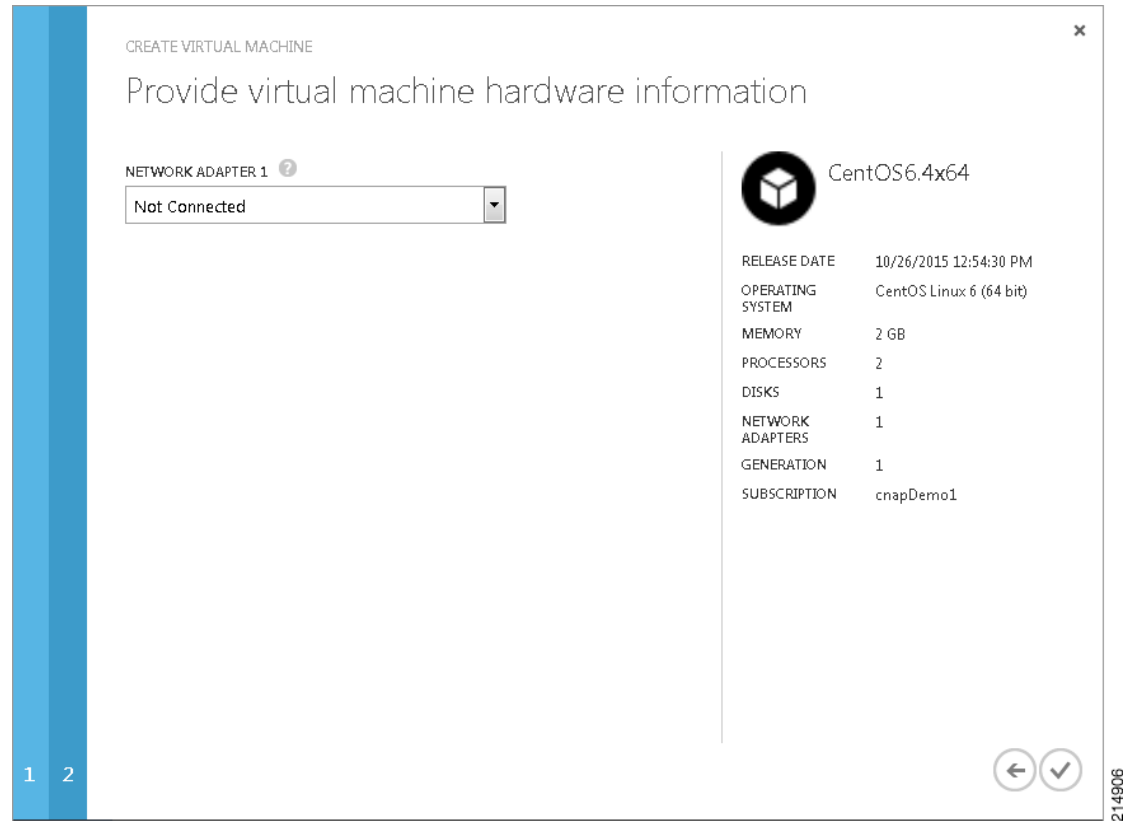 CREATE VIRTUAL MACHINE
×
Provide virtual machine hardware information
NETWORK ADAPTER 1 ?
Not Connected
CentOS6.4x64
RELEASE DATE 10/26/2015 12:54:30 PM
OPERATING CentOS Linux 6 (64 bit)
SYSTEM
MEMORY 2 GB
PROCESSORS 2
DISKS 1
NETWORK 1
ADAPTERS
GENERATION 1
SUBSCRIPTION cnapDemo1
1 2
214906